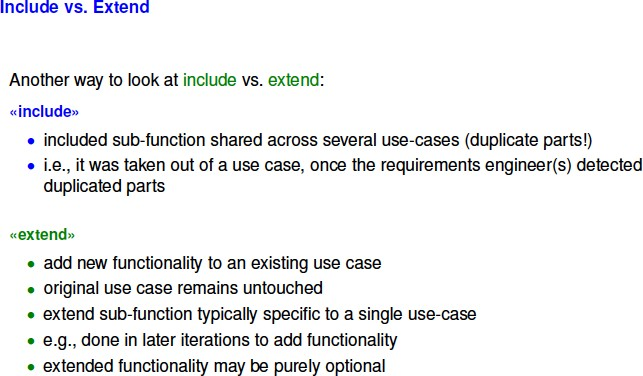 Include vs. Extend
Another way to look at include vs. extend:
«include»
• included sub-function shared across several use-cases (duplicate parts!)
• i.e., it was taken out of a use case, once the requirements engineer(s) detected
duplicated parts
«extend»
• add new functionality to an existing use case
• original use case remains untouched
• extend sub-function typically specific to a single use-case
• e.g., done in later iterations to add functionality
• extended functionality may be purely optional